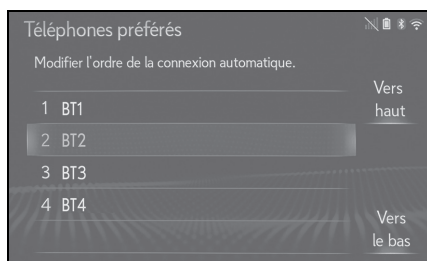 Téléphones préférés
Modifier l'ordre de la connexion automatique.
Vers
haut
1 BT1
2 BT2
3 BT3
4 BT4
Vers
le bas